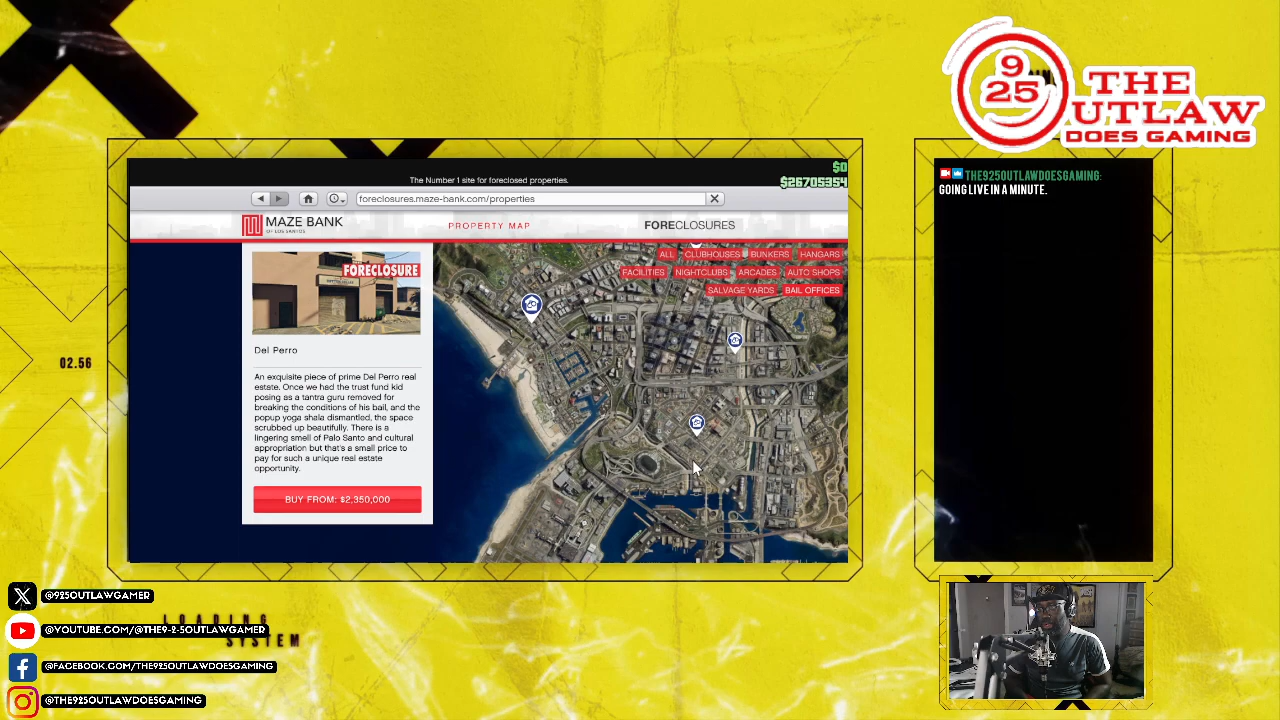 9
25
THE
OUTLAW
DOES GAMING
$0
$26705354
The Number 1 site for foreclosed properties.
foreclosures.maze-bank.com/properties
MAZE BANK
OF LOS SANTOS
PROPERTY MAP
FORECLOSURES
ALL
CLUBHOUSES
BUNKERS
HANGARS
FACILITIES
NIGHTCLUBS
ARCADES
AUTO SHOPS
SALVAGE YARDS
BAIL OFFICES
FORECLOSURE
Del Perro
An exquisite piece of prime Del Perro real
estate. Once we had the trust fund kid
posing as a tantra guru removed for
breaking the conditions of his bail, and the
popup yoga shala dismantled, the space
scrubbed up beautifully. There is a
lingering smell of Palo Santo and cultural
appropriation but that's a small price to
pay for such a unique real estate
opportunity.
BUY FROM: $2,350,000
THE925OUTLAWDOESGAMING:
GOING LIVE IN A MINUTE.
02.56
@925OUTLAWGAMER
@YOUTUBE.COM/@THE9-2-5OUTLAWGAMER
@FACEBOOK.COM/THE925OUTLAWDOESGAMING
@THE925OUTLAWDOESGAMING
LOADING
SYSTEM